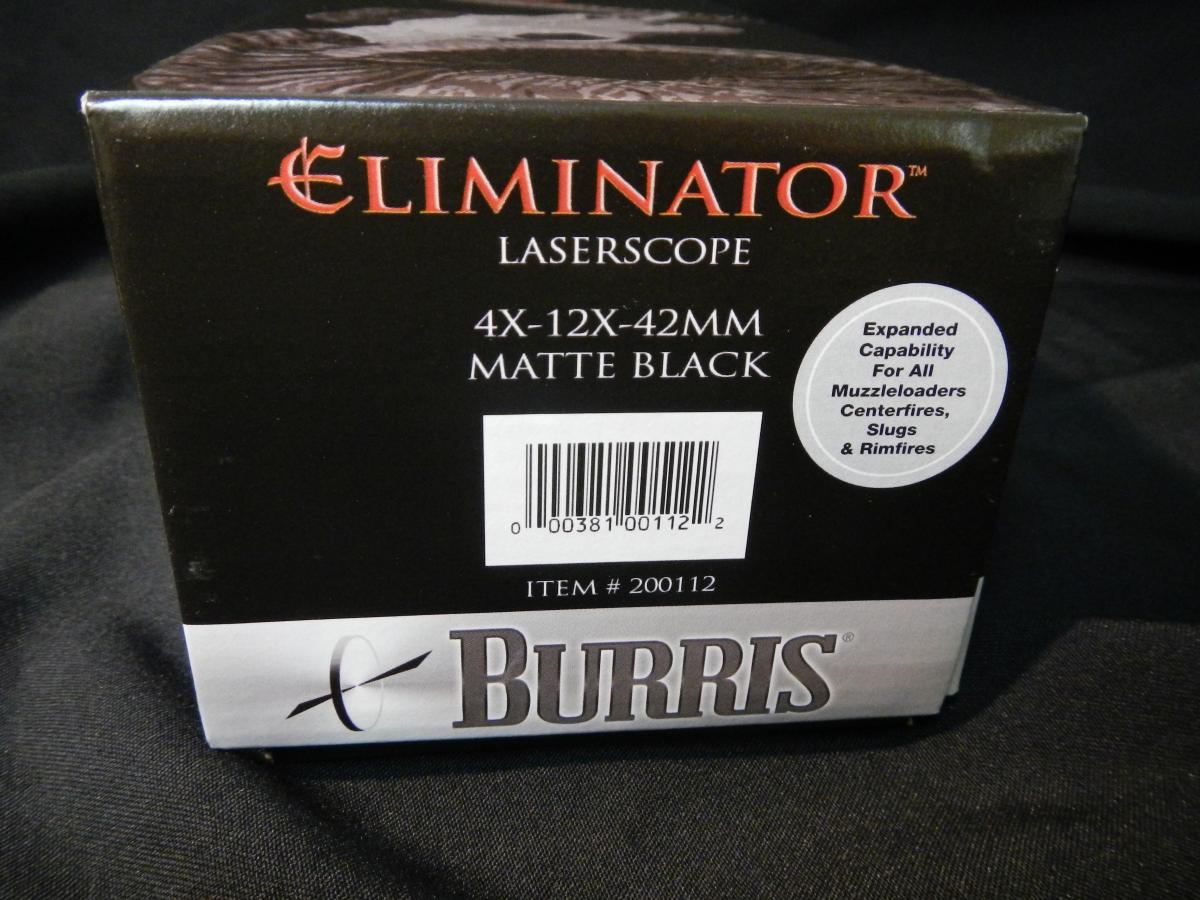 ELIMINATOR™
LASERSCOPE
4X-12X-42MM
MATTE BLACK
Expanded
Capability
For All
Muzzleloaders
Centerfires,
Slugs
& Rimfires
0 00381 00112 2
ITEM # 200112
BURRIS®